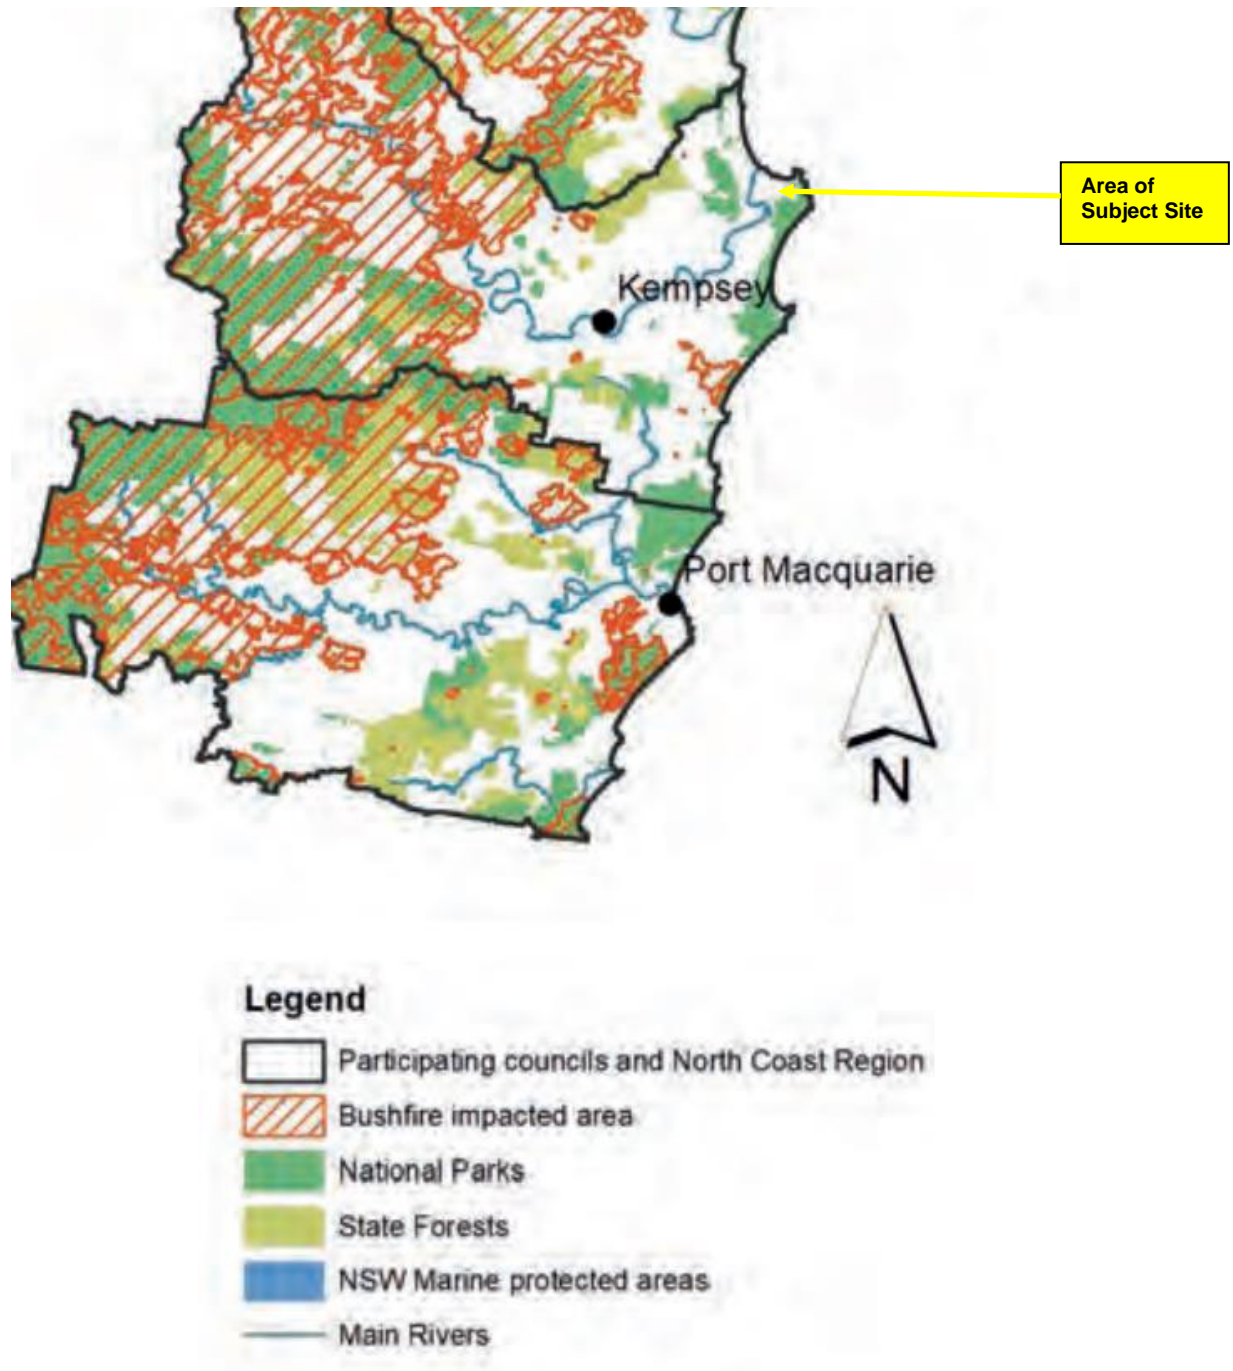 Area of
Subject Site
Kempsey
Port Macquarie
N
Legend
Participating councils and North Coast Region
Bushfire impacted area
National Parks
State Forests
NSW Marine protected areas
Main Rivers